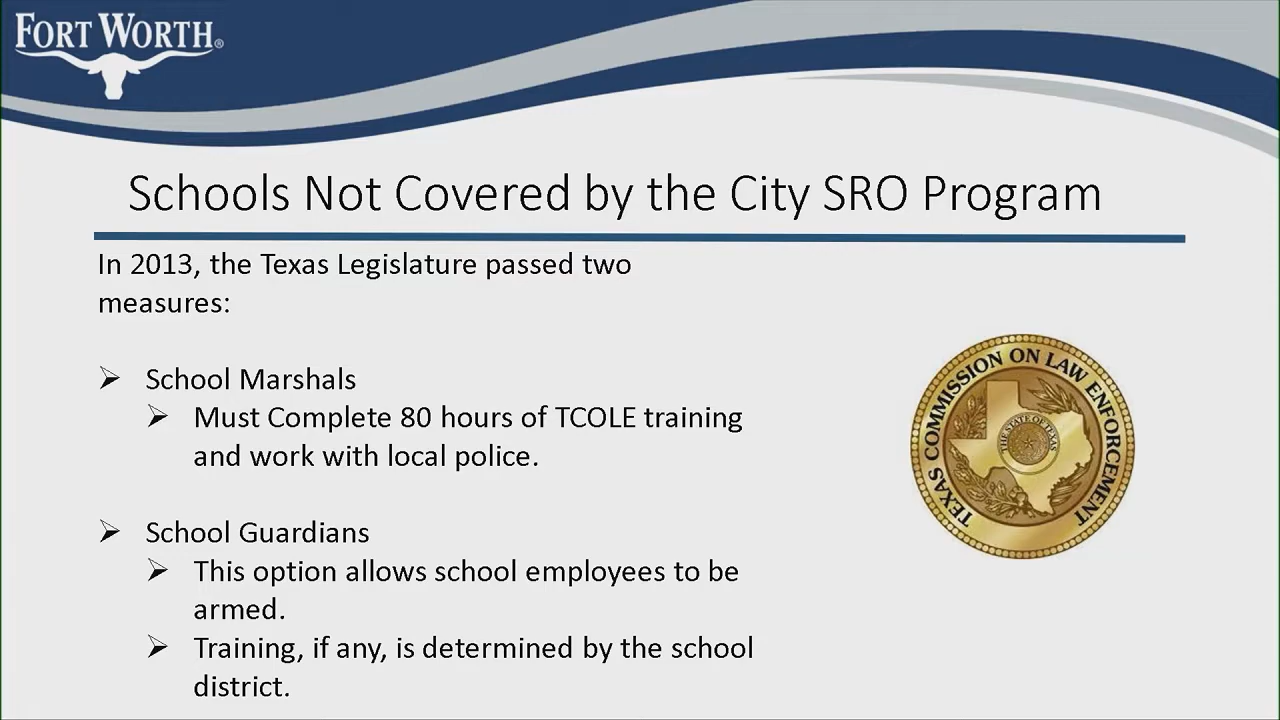 FORT WORTH®
Schools Not Covered by the City SRO Program
In 2013, the Texas Legislature passed two
measures:
School Marshals
Must Complete 80 hours of TCOLE training
and work with local police.
School Guardians
This option allows school employees to be
armed.
Training, if any, is determined by the school
district.
TEXAS COMMISSION ON LAW ENFORCEMENT
THE STATE OF TEXAS